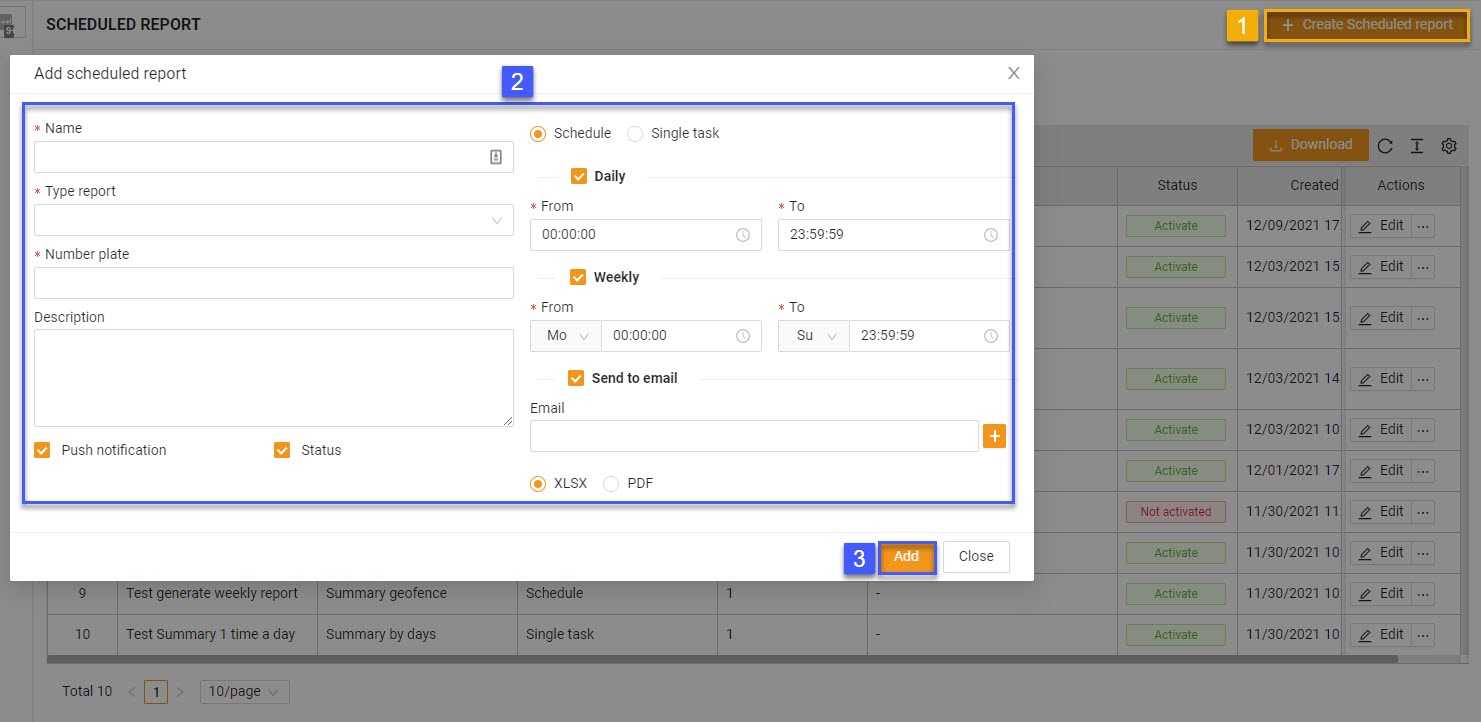 9+
SCHEDULED REPORT
1
+ Create Scheduled report
Add scheduled report
2
* Name
Schedule
Single task
Daily
* Type report
* From
* To
00:00:00
23:59:59
* Number plate
Weekly
* From
* To
Mo
00:00:00
Su
23:59:59
Description
Send to email
Email
Push notification
Status
XLSX
PDF
3
Add
Close
Download
Status
Created
Actions
Activate
12/09/2021 17:
Edit
Activate
12/03/2021 15:
Edit
Activate
12/03/2021 15:
Edit
Activate
12/03/2021 14:
Edit
Activate
12/03/2021 10:
Edit
Activate
12/01/2021 17:
Edit
Not activated
11/30/2021 11:
Edit
Activate
11/30/2021 10:
Edit
9
Test generate weekly report
Summary geofence
Schedule
1
-
Activate
11/30/2021 10:
Edit
10
Test Summary 1 time a day
Summary by days
Single task
1
-
Activate
11/30/2021 10:
Edit
Total 10
1
10/page